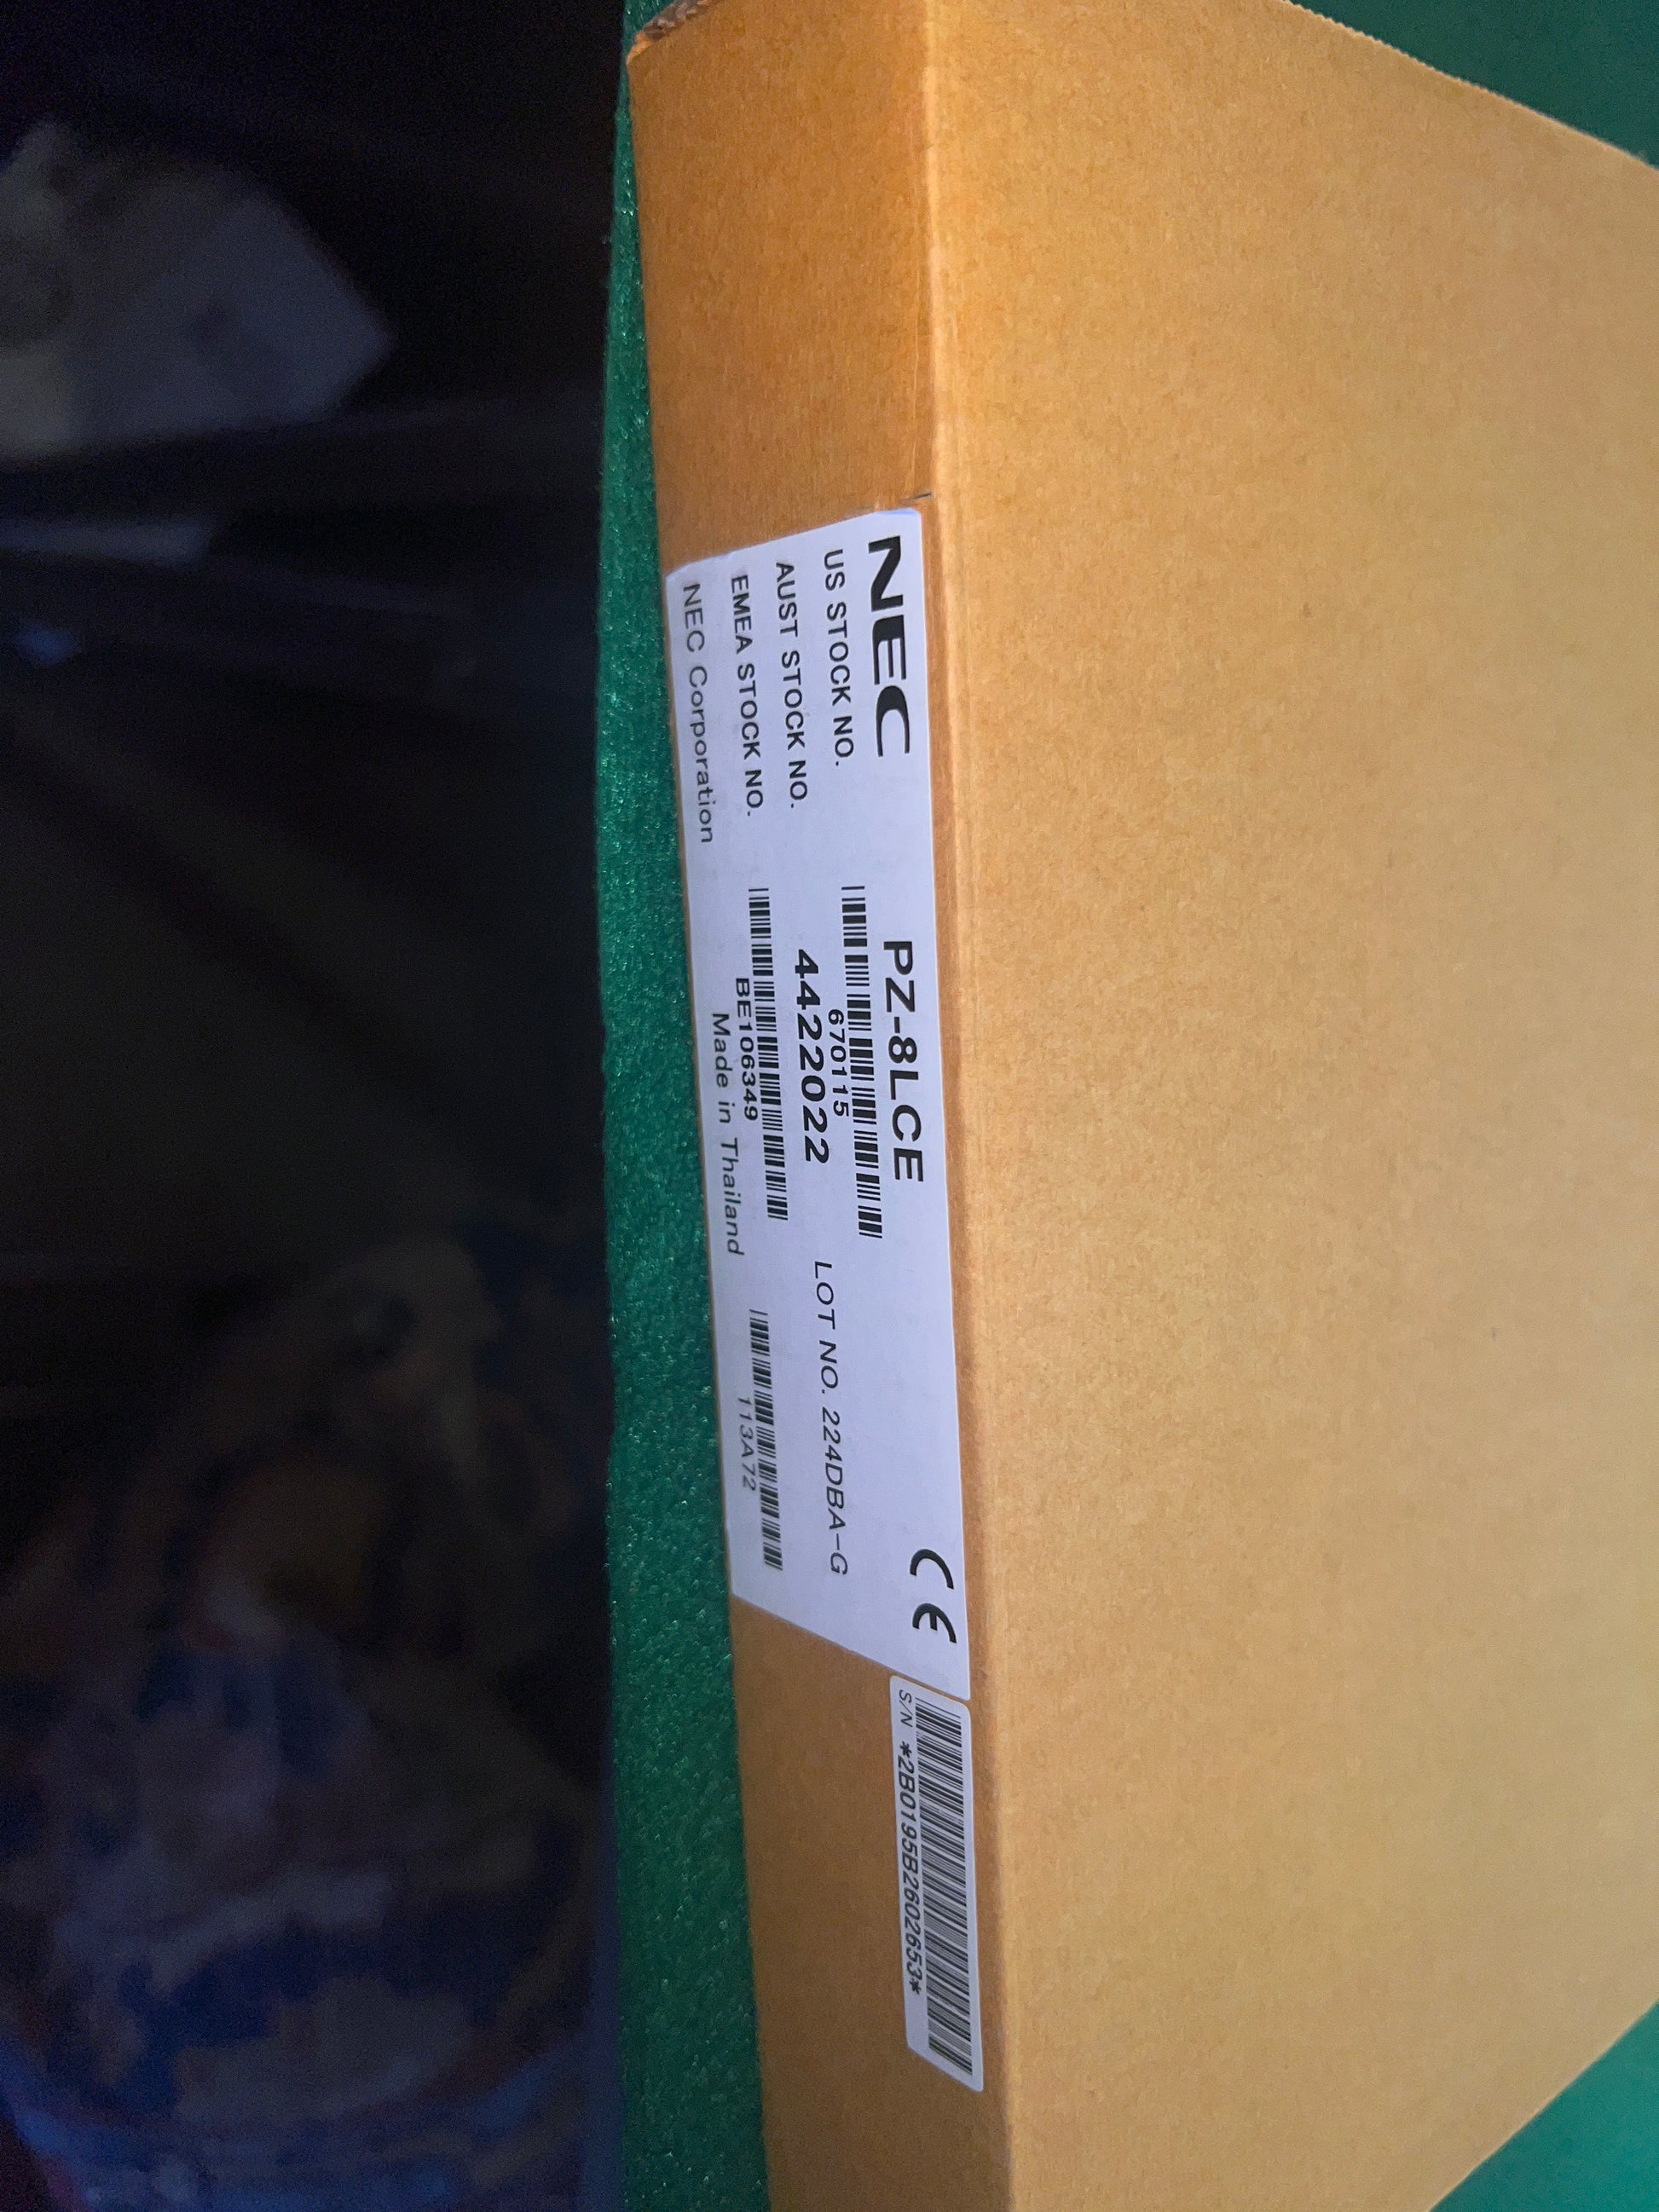 NEC PZ-8LCE CE
US STOCK NO. 670115
AUST STOCK NO. 4422022 LOT NO. 224DBA-G
EMEA STOCK NO. BE106349 113A72
NEC Corporation Made in Thailand
S/N *2B0195B2602653*